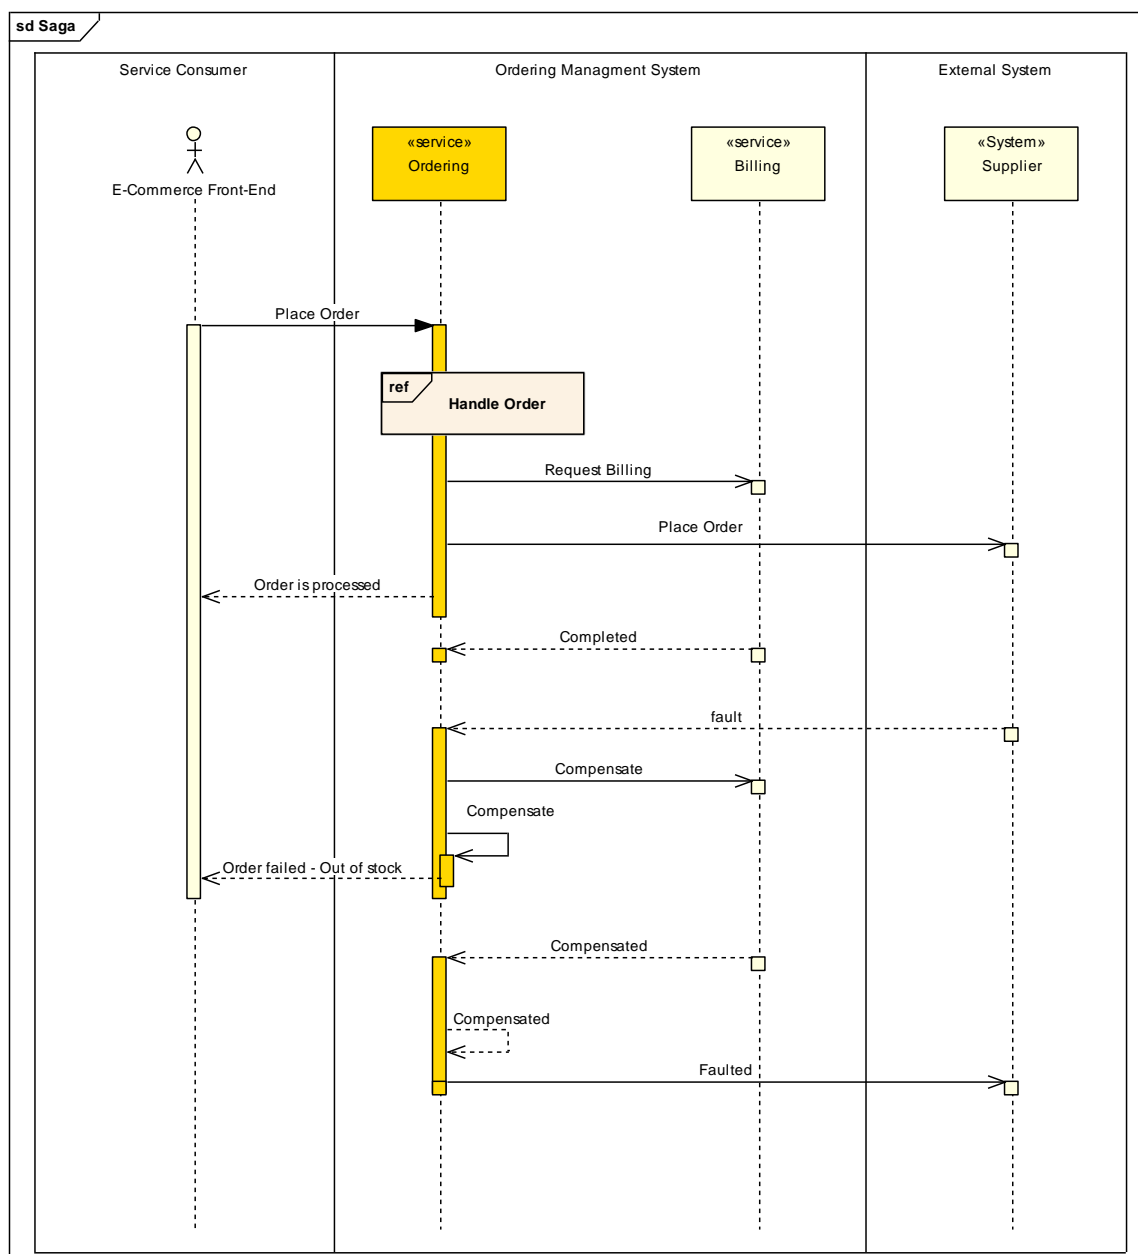 sd Saga
Service Consumer
Ordering Managment System
External System
«service»
Ordering
«service»
Billing
«System»
Supplier
E-Commerce Front-End
Place Order
ref
Handle Order
Request Billing
Place Order
Order is processed
Completed
fault
Compensate
Compensate
Order failed - Out of stock
Compensated
Compensated
Faulted